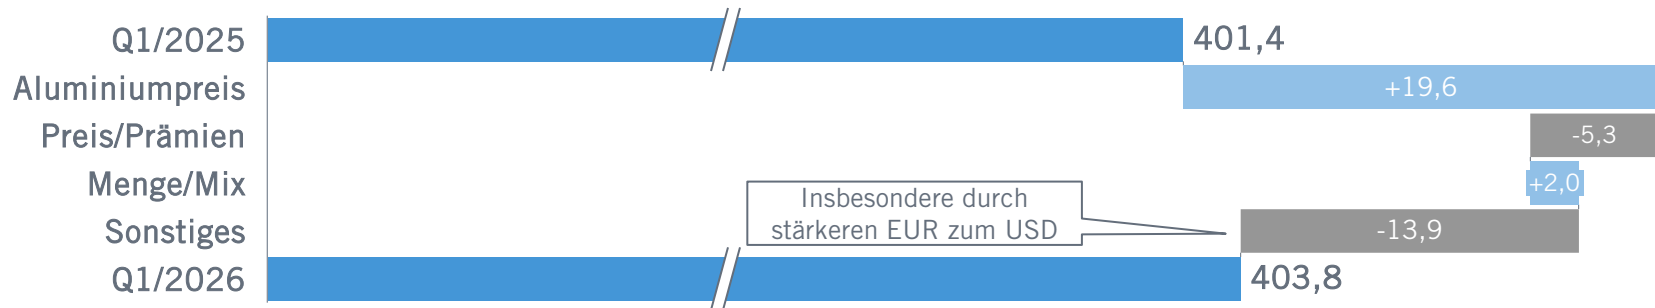 Q1/2025 401,4
Aluminiumpreis +19,6
Preis/Prämien -5,3
Menge/Mix +2,0
Insbesondere durch
stärkeren EUR zum USD
Sonstiges -13,9
Q1/2026 403,8